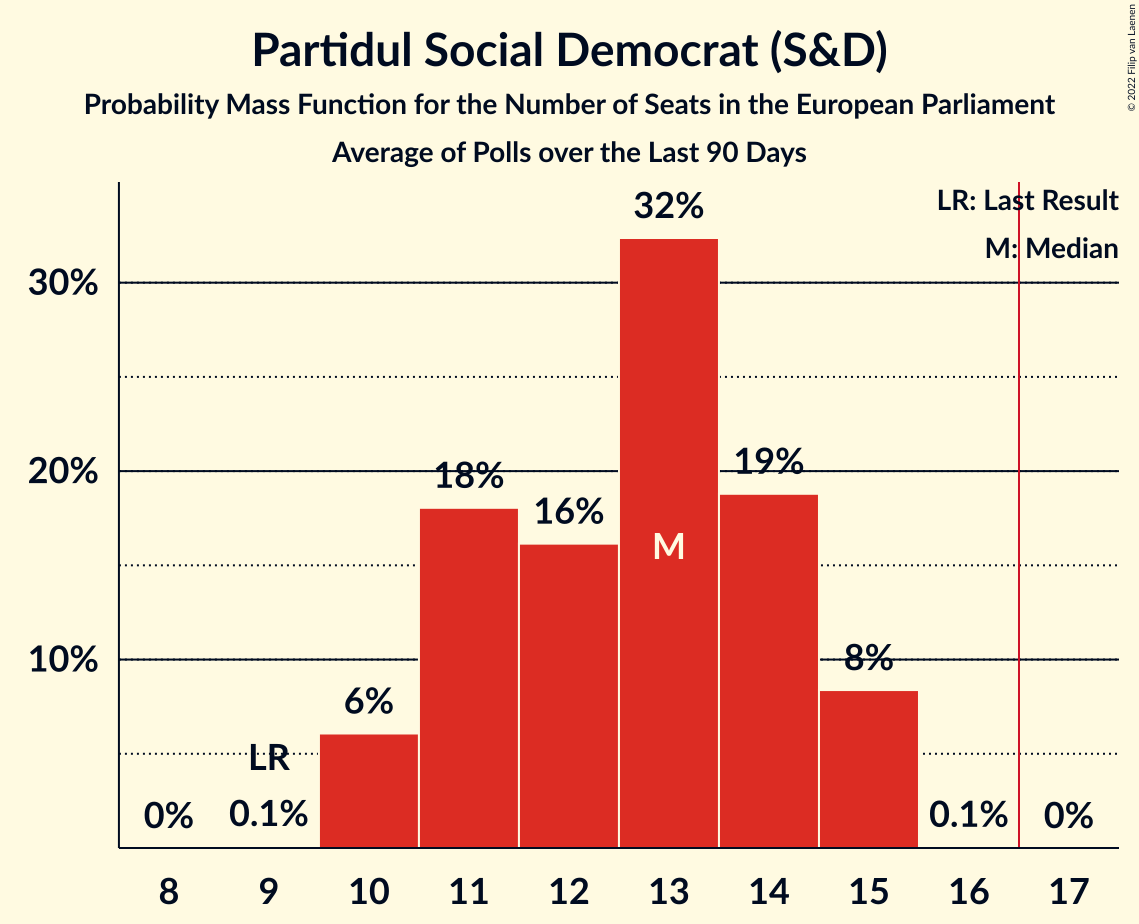 Partidul Social Democrat (S&D)
Probability Mass Function for the Number of Seats in the European Parliament
Average of Polls over the Last 90 Days
© 2022 Filip van Laenen
LR: Last Result
M: Median
30%
20%
10%
0%
LR
0.1%
6%
18%
16%
32%
M
19%
8%
0.1%
0%
8 9 10 11 12 13 14 15 16 17